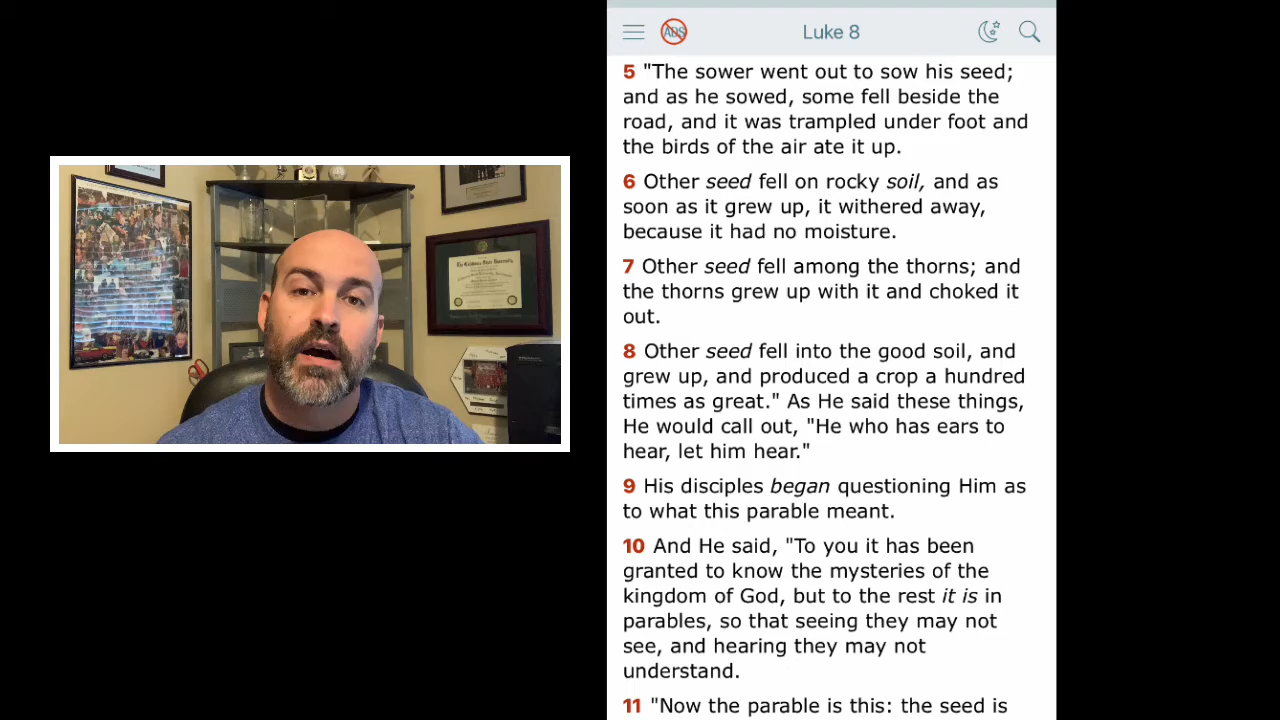 ADS
Luke 8
5 "The sower went out to sow his seed;
and as he sowed, some fell beside the
road, and it was trampled under foot and
the birds of the air ate it up.
6 Other seed fell on rocky soil, and as
soon as it grew up, it withered away,
because it had no moisture.
7 Other seed fell among the thorns; and
the thorns grew up with it and choked it
out.
8 Other seed fell into the good soil, and
grew up, and produced a crop a hundred
times as great." As He said these things,
He would call out, "He who has ears to
hear, let him hear."
9 His disciples began questioning Him as
to what this parable meant.
10 And He said, "To you it has been
granted to know the mysteries of the
kingdom of God, but to the rest it is in
parables, so that seeing they may not
see, and hearing they may not
understand.
11 "Now the parable is this: the seed is
The California State University